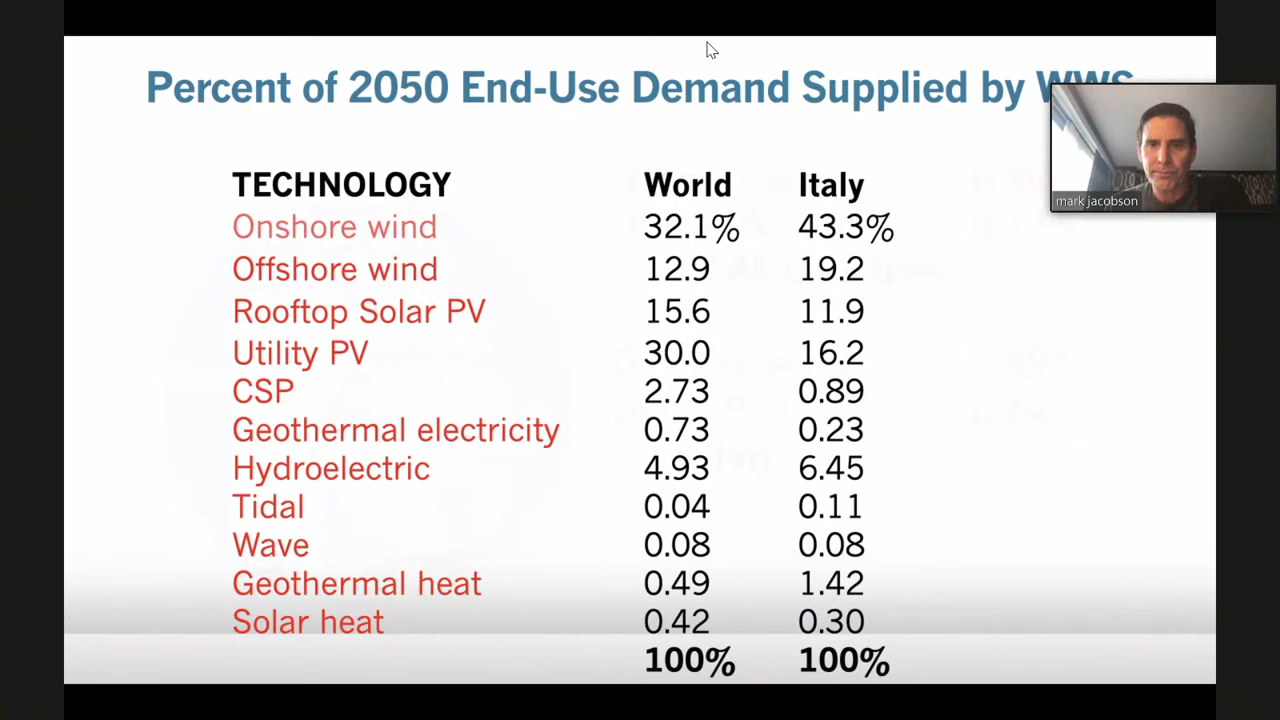 Percent of 2050 End-Use Demand Supplied by WWS
mark jacobson
TECHNOLOGY World Italy
Onshore wind 32.1% 43.3%
Offshore wind 12.9 19.2
Rooftop Solar PV 15.6 11.9
Utility PV 30.0 16.2
CSP 2.73 0.89
Geothermal electricity 0.73 0.23
Hydroelectric 4.93 6.45
Tidal 0.04 0.11
Wave 0.08 0.08
Geothermal heat 0.49 1.42
Solar heat 0.42 0.30
100% 100%